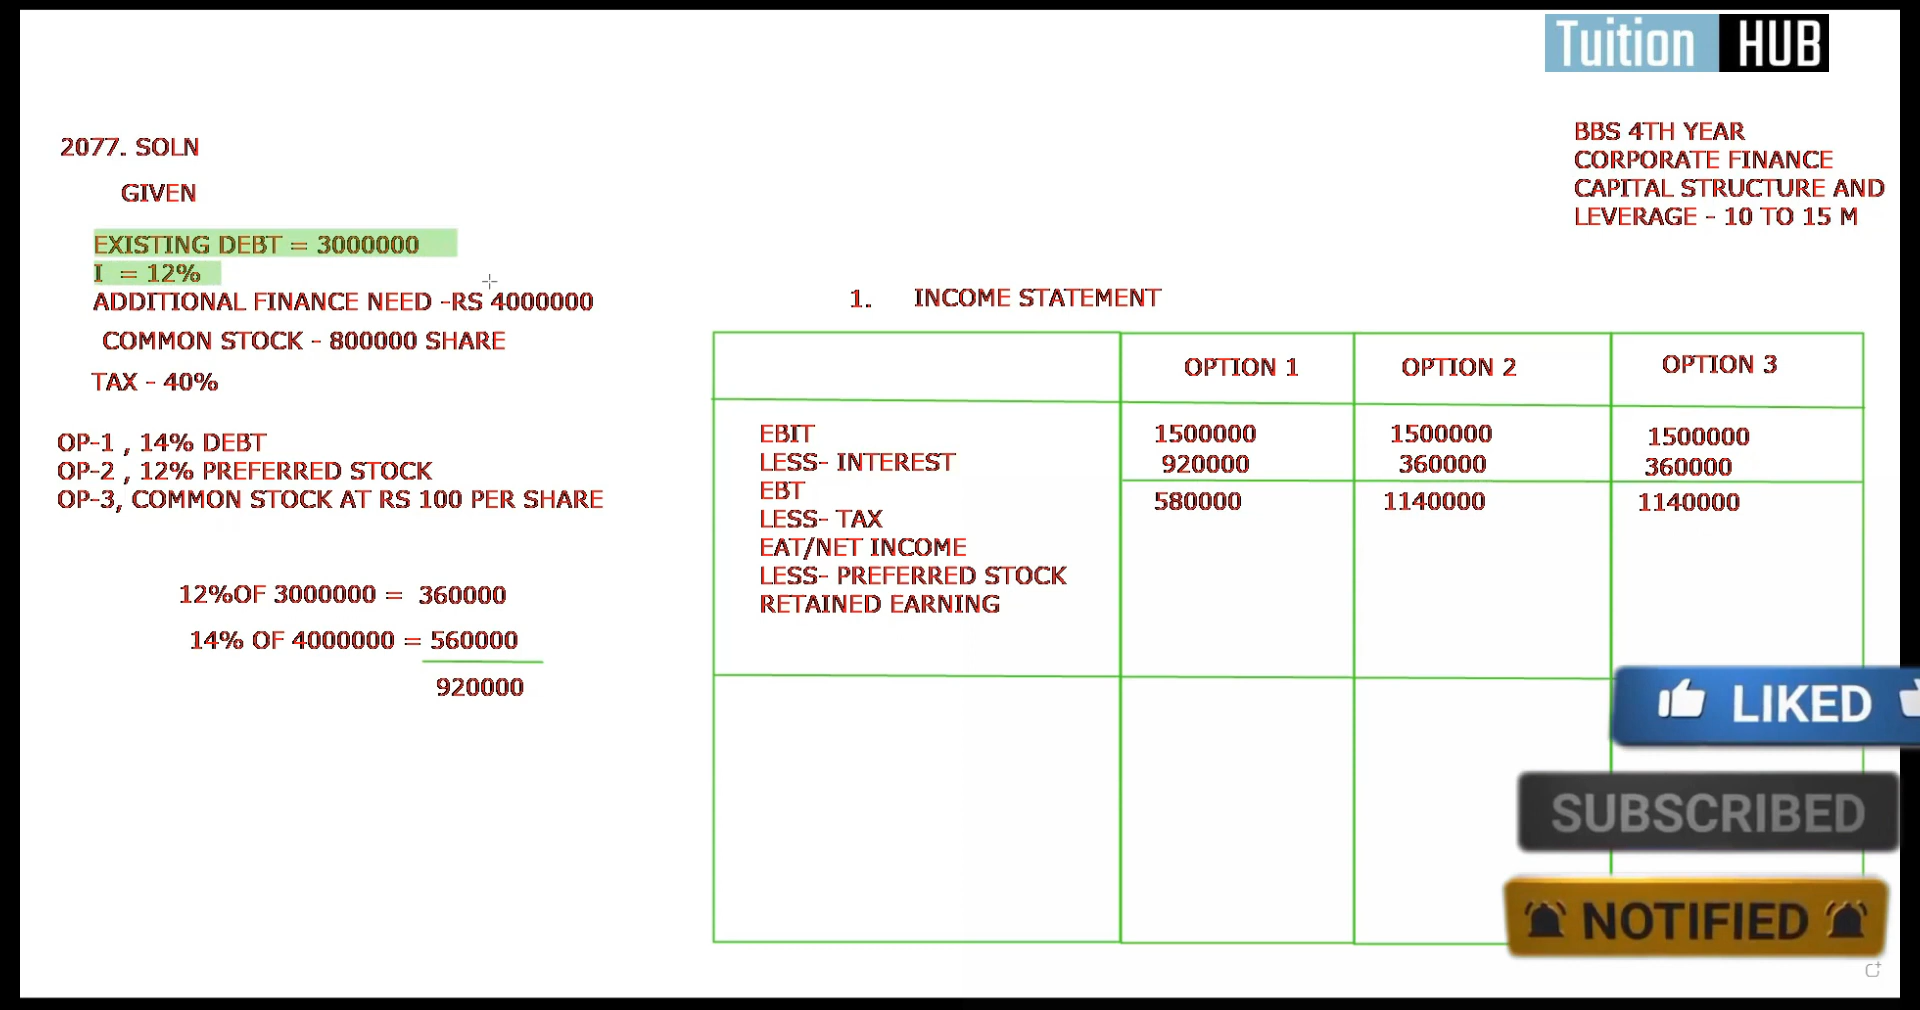 Tuition HUB
BBS 4TH YEAR
CORPORATE FINANCE
CAPITAL STRUCTURE AND
LEVERAGE - 10 TO 15 M
2077. SOLN
GIVEN
EXISTING DEBT = 3000000
I = 12%
ADDITIONAL FINANCE NEED -RS 4000000
COMMON STOCK - 800000 SHARE
TAX - 40%
OP-1 , 14% DEBT
OP-2 , 12% PREFERRED STOCK
OP-3, COMMON STOCK AT RS 100 PER SHARE
12%OF 3000000 = 360000
14% OF 4000000 = 560000
920000
1. INCOME STATEMENT
OPTION 1 OPTION 2 OPTION 3
EBIT 1500000 1500000 1500000
LESS- INTEREST 920000 360000 360000
EBT 580000 1140000 1140000
LESS- TAX
EAT/NET INCOME
LESS- PREFERRED STOCK
RETAINED EARNING
LIKED
SUBSCRIBED
NOTIFIED